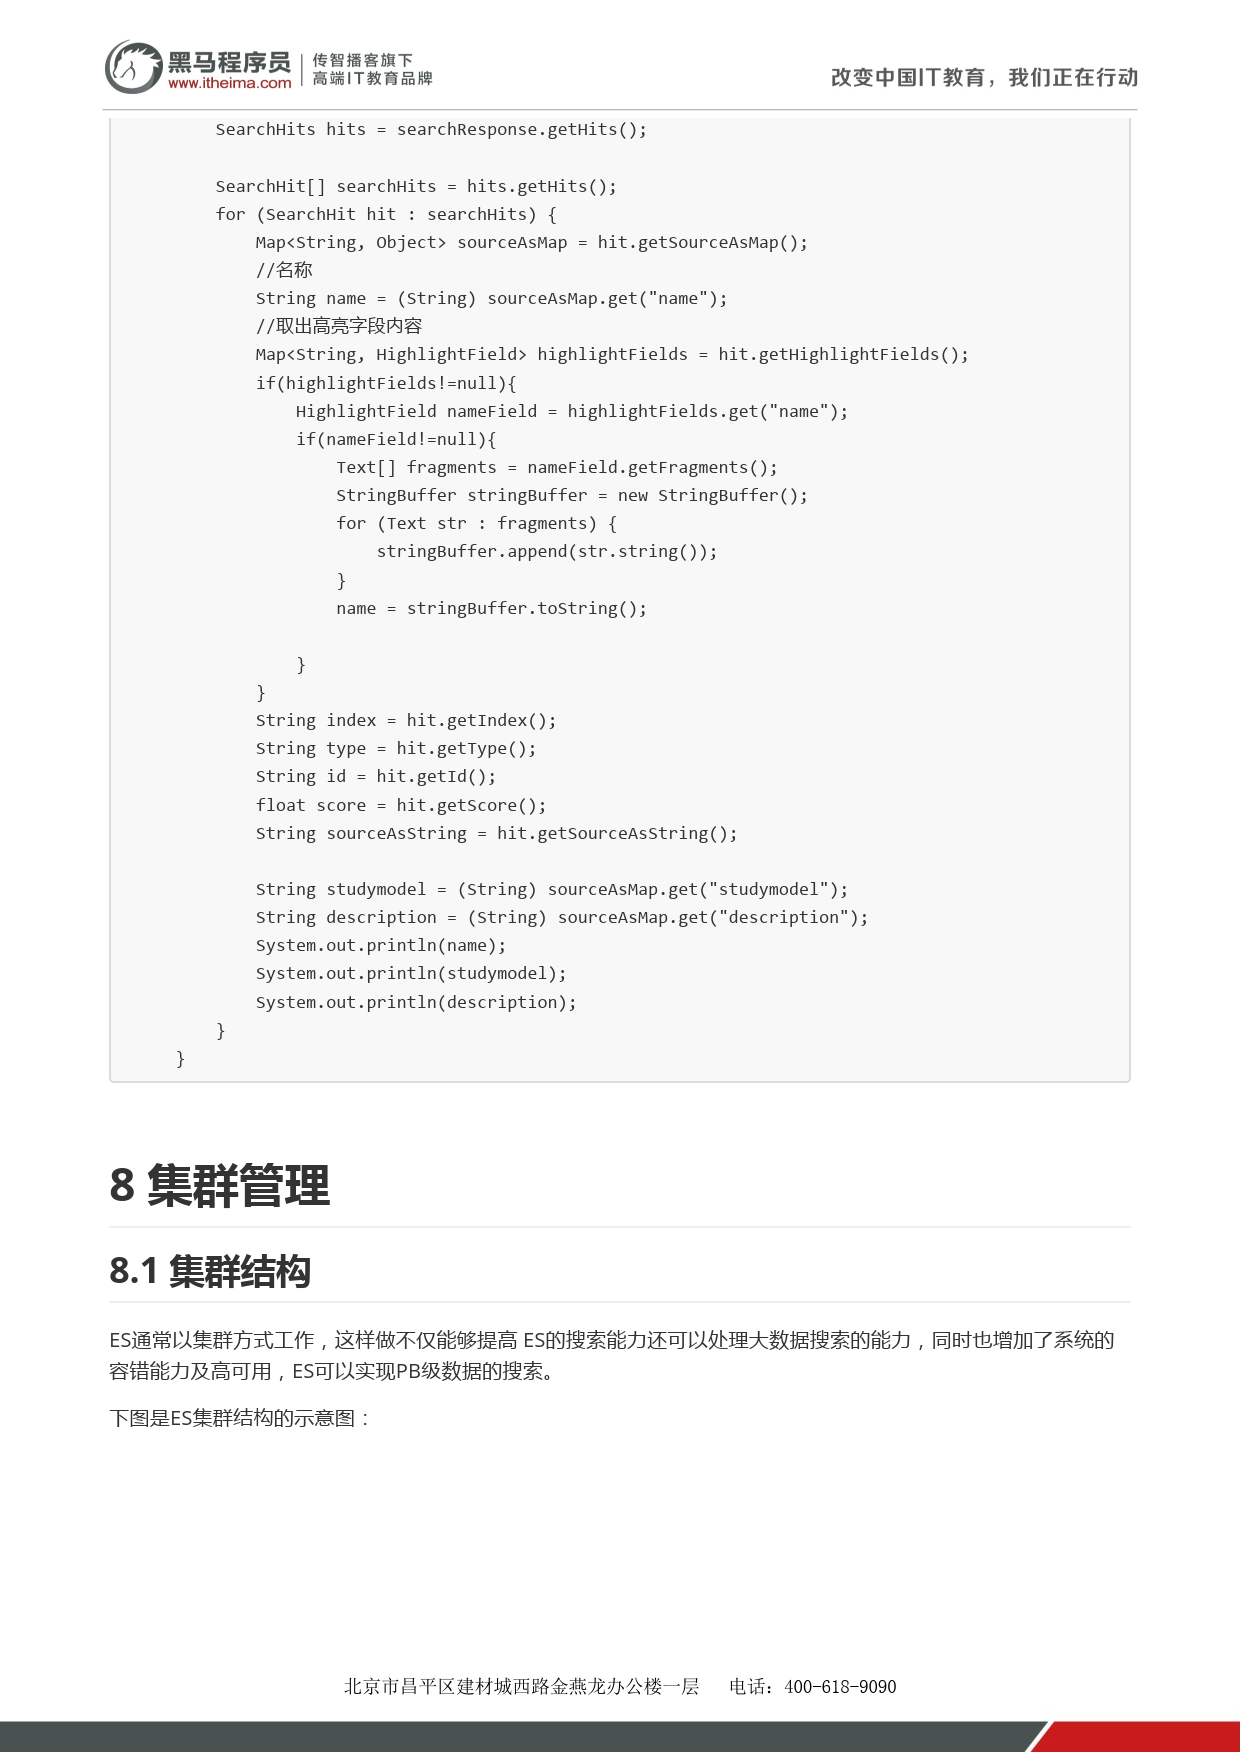 黑马程序员
www.itheima.com
传智播客旗下
高端IT教育品牌
改变中国IT教育，我们正在行动
        SearchHits hits = searchResponse.getHits();

        SearchHit[] searchHits = hits.getHits();
        for (SearchHit hit : searchHits) {
            Map<String, Object> sourceAsMap = hit.getSourceAsMap();
            //名称
            String name = (String) sourceAsMap.get("name");
            //取出高亮字段内容
            Map<String, HighlightField> highlightFields = hit.getHighlightFields();
            if(highlightFields!=null){
                HighlightField nameField = highlightFields.get("name");
                if(nameField!=null){
                    Text[] fragments = nameField.getFragments();
                    StringBuffer stringBuffer = new StringBuffer();
                    for (Text str : fragments) {
                        stringBuffer.append(str.string());
                    }
                    name = stringBuffer.toString();

                }
            }
            String index = hit.getIndex();
            String type = hit.getType();
            String id = hit.getId();
            float score = hit.getScore();
            String sourceAsString = hit.getSourceAsString();

            String studymodel = (String) sourceAsMap.get("studymodel");
            String description = (String) sourceAsMap.get("description");
            System.out.println(name);
            System.out.println(studymodel);
            System.out.println(description);
        }
    }
8 集群管理
8.1 集群结构
ES通常以集群方式工作，这样做不仅能够提高 ES的搜索能力还可以处理大数据搜索的能力，同时也增加了系统的
容错能力及高可用，ES可以实现PB级数据的搜索。
下图是ES集群结构的示意图：
北京市昌平区建材城西路金燕龙办公楼一层 电话：400-618-9090